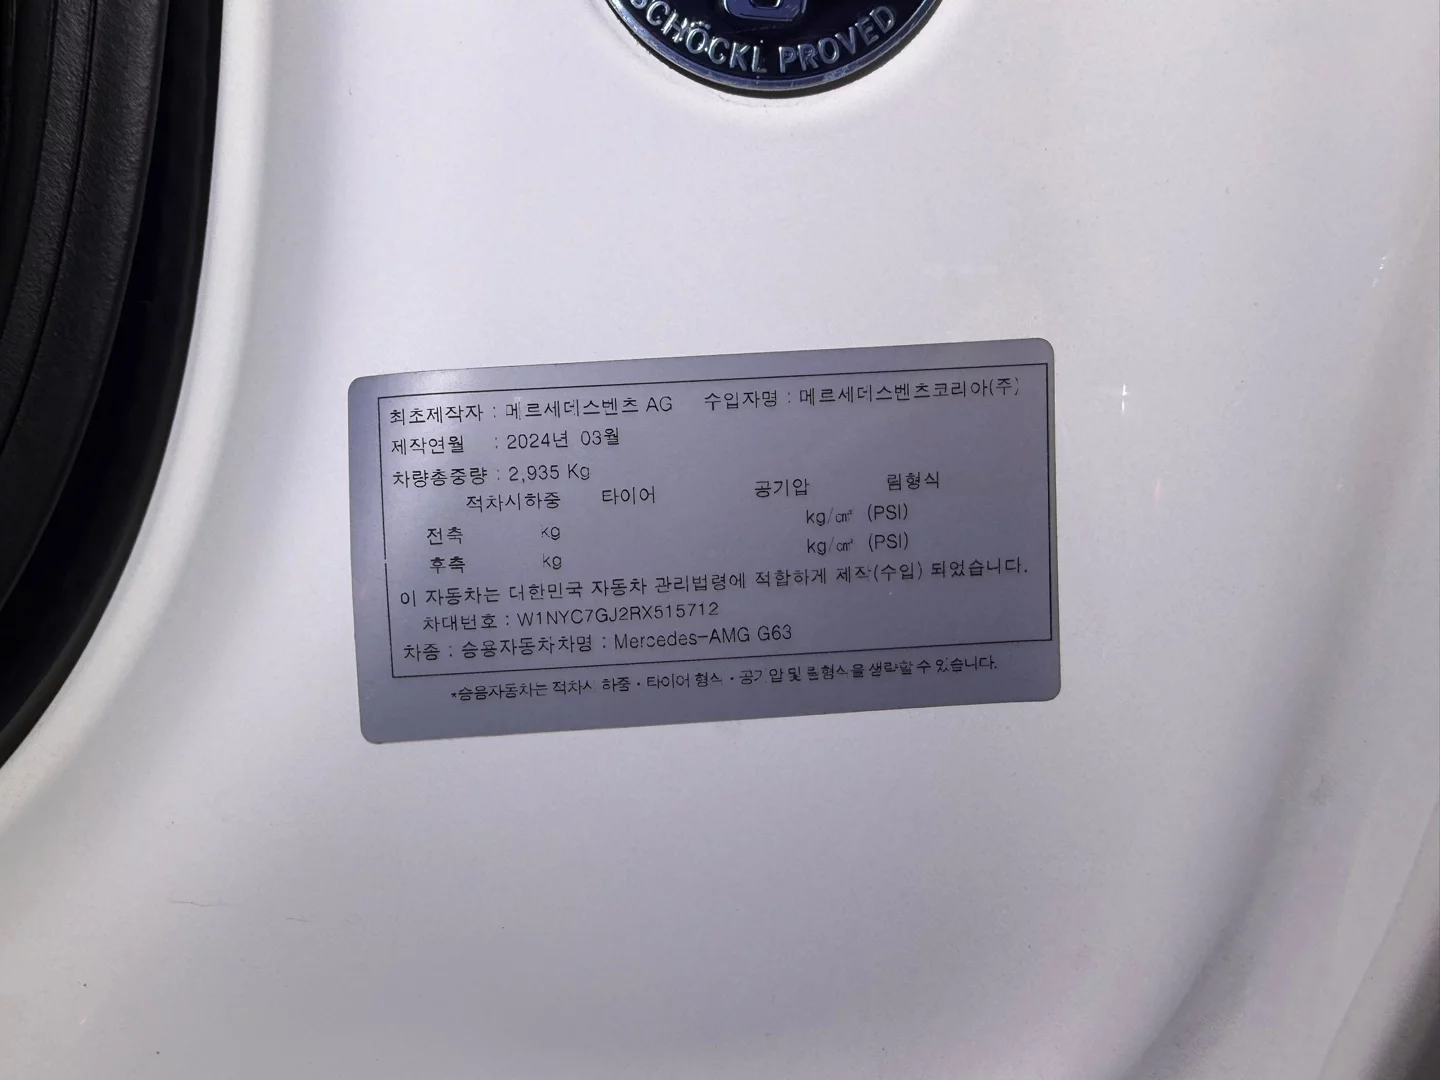 SCHÖCKL PROVED
최초제작자 : 메르세데스벤츠 AG 수입자명 : 메르세데스벤츠코리아(주)
제작연월 : 2024년 03월
차량총중량 : 2,935 Kg
적차시하중 타이어 공기압 림형식
전축 kg kg/㎠ (PSI)
후축 kg kg/㎠ (PSI)
이 자동차는 대한민국 자동차 관리법령에 적합하게 제작(수입) 되었습니다.
차대번호 : W1NYC7GJ2RX515712
차종 : 승용자동차차명 : Mercedes-AMG G63
*승용자동차는 적차시 하중·타이어 형식·공기압 및 림형식을 생략할 수 있습니다.